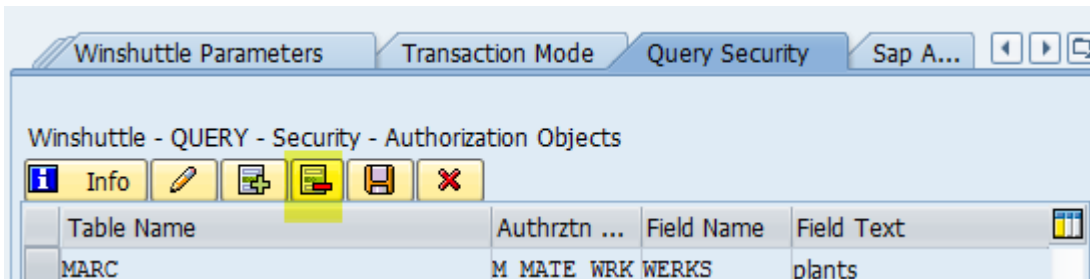 Winshuttle Parameters Transaction Mode Query Security Sap A...
Winshuttle - QUERY - Security - Authorization Objects
Info
Table Name Authrztn ... Field Name Field Text
MARC M_MATE_WRK WERKS plants